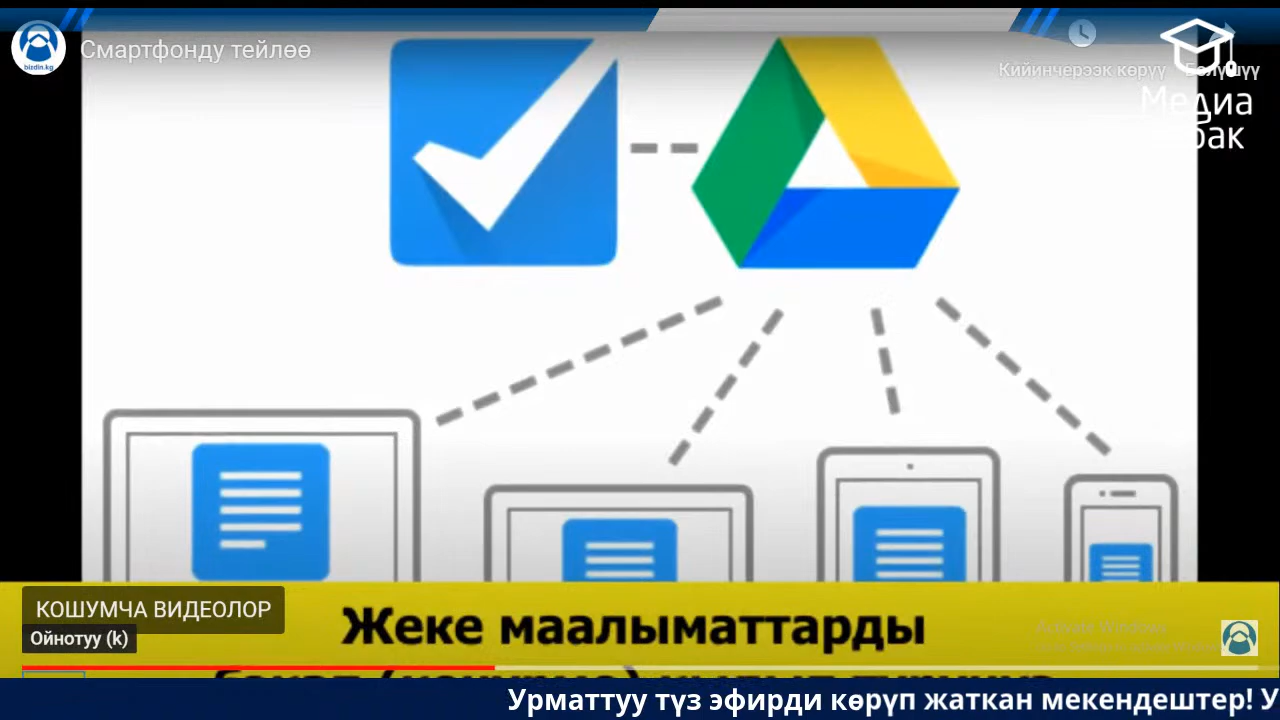 Смартфонду тейлөө
bizdin.kg
Кийинчерээк көрүү
Бөлүшүү
Медиа
КОШУМЧА ВИДЕОЛОР
Ойнотуу (k)
Жеке маалыматтарды
Activate Windows
Урматтуу түз эфирди көрүп жаткан мекендештер! У